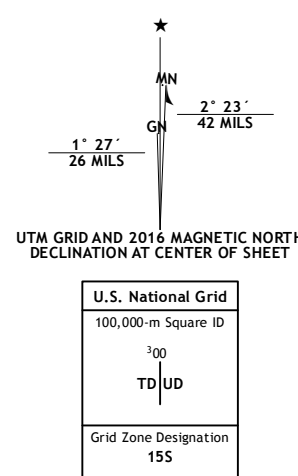 ★
MN
GN
2° 23´
42 MILS
1° 27´
26 MILS
UTM GRID AND 2016 MAGNETIC NORTH
DECLINATION AT CENTER OF SHEET
U.S. National Grid
100,000-m Square ID
³00
TD UD
Grid Zone Designation
15S